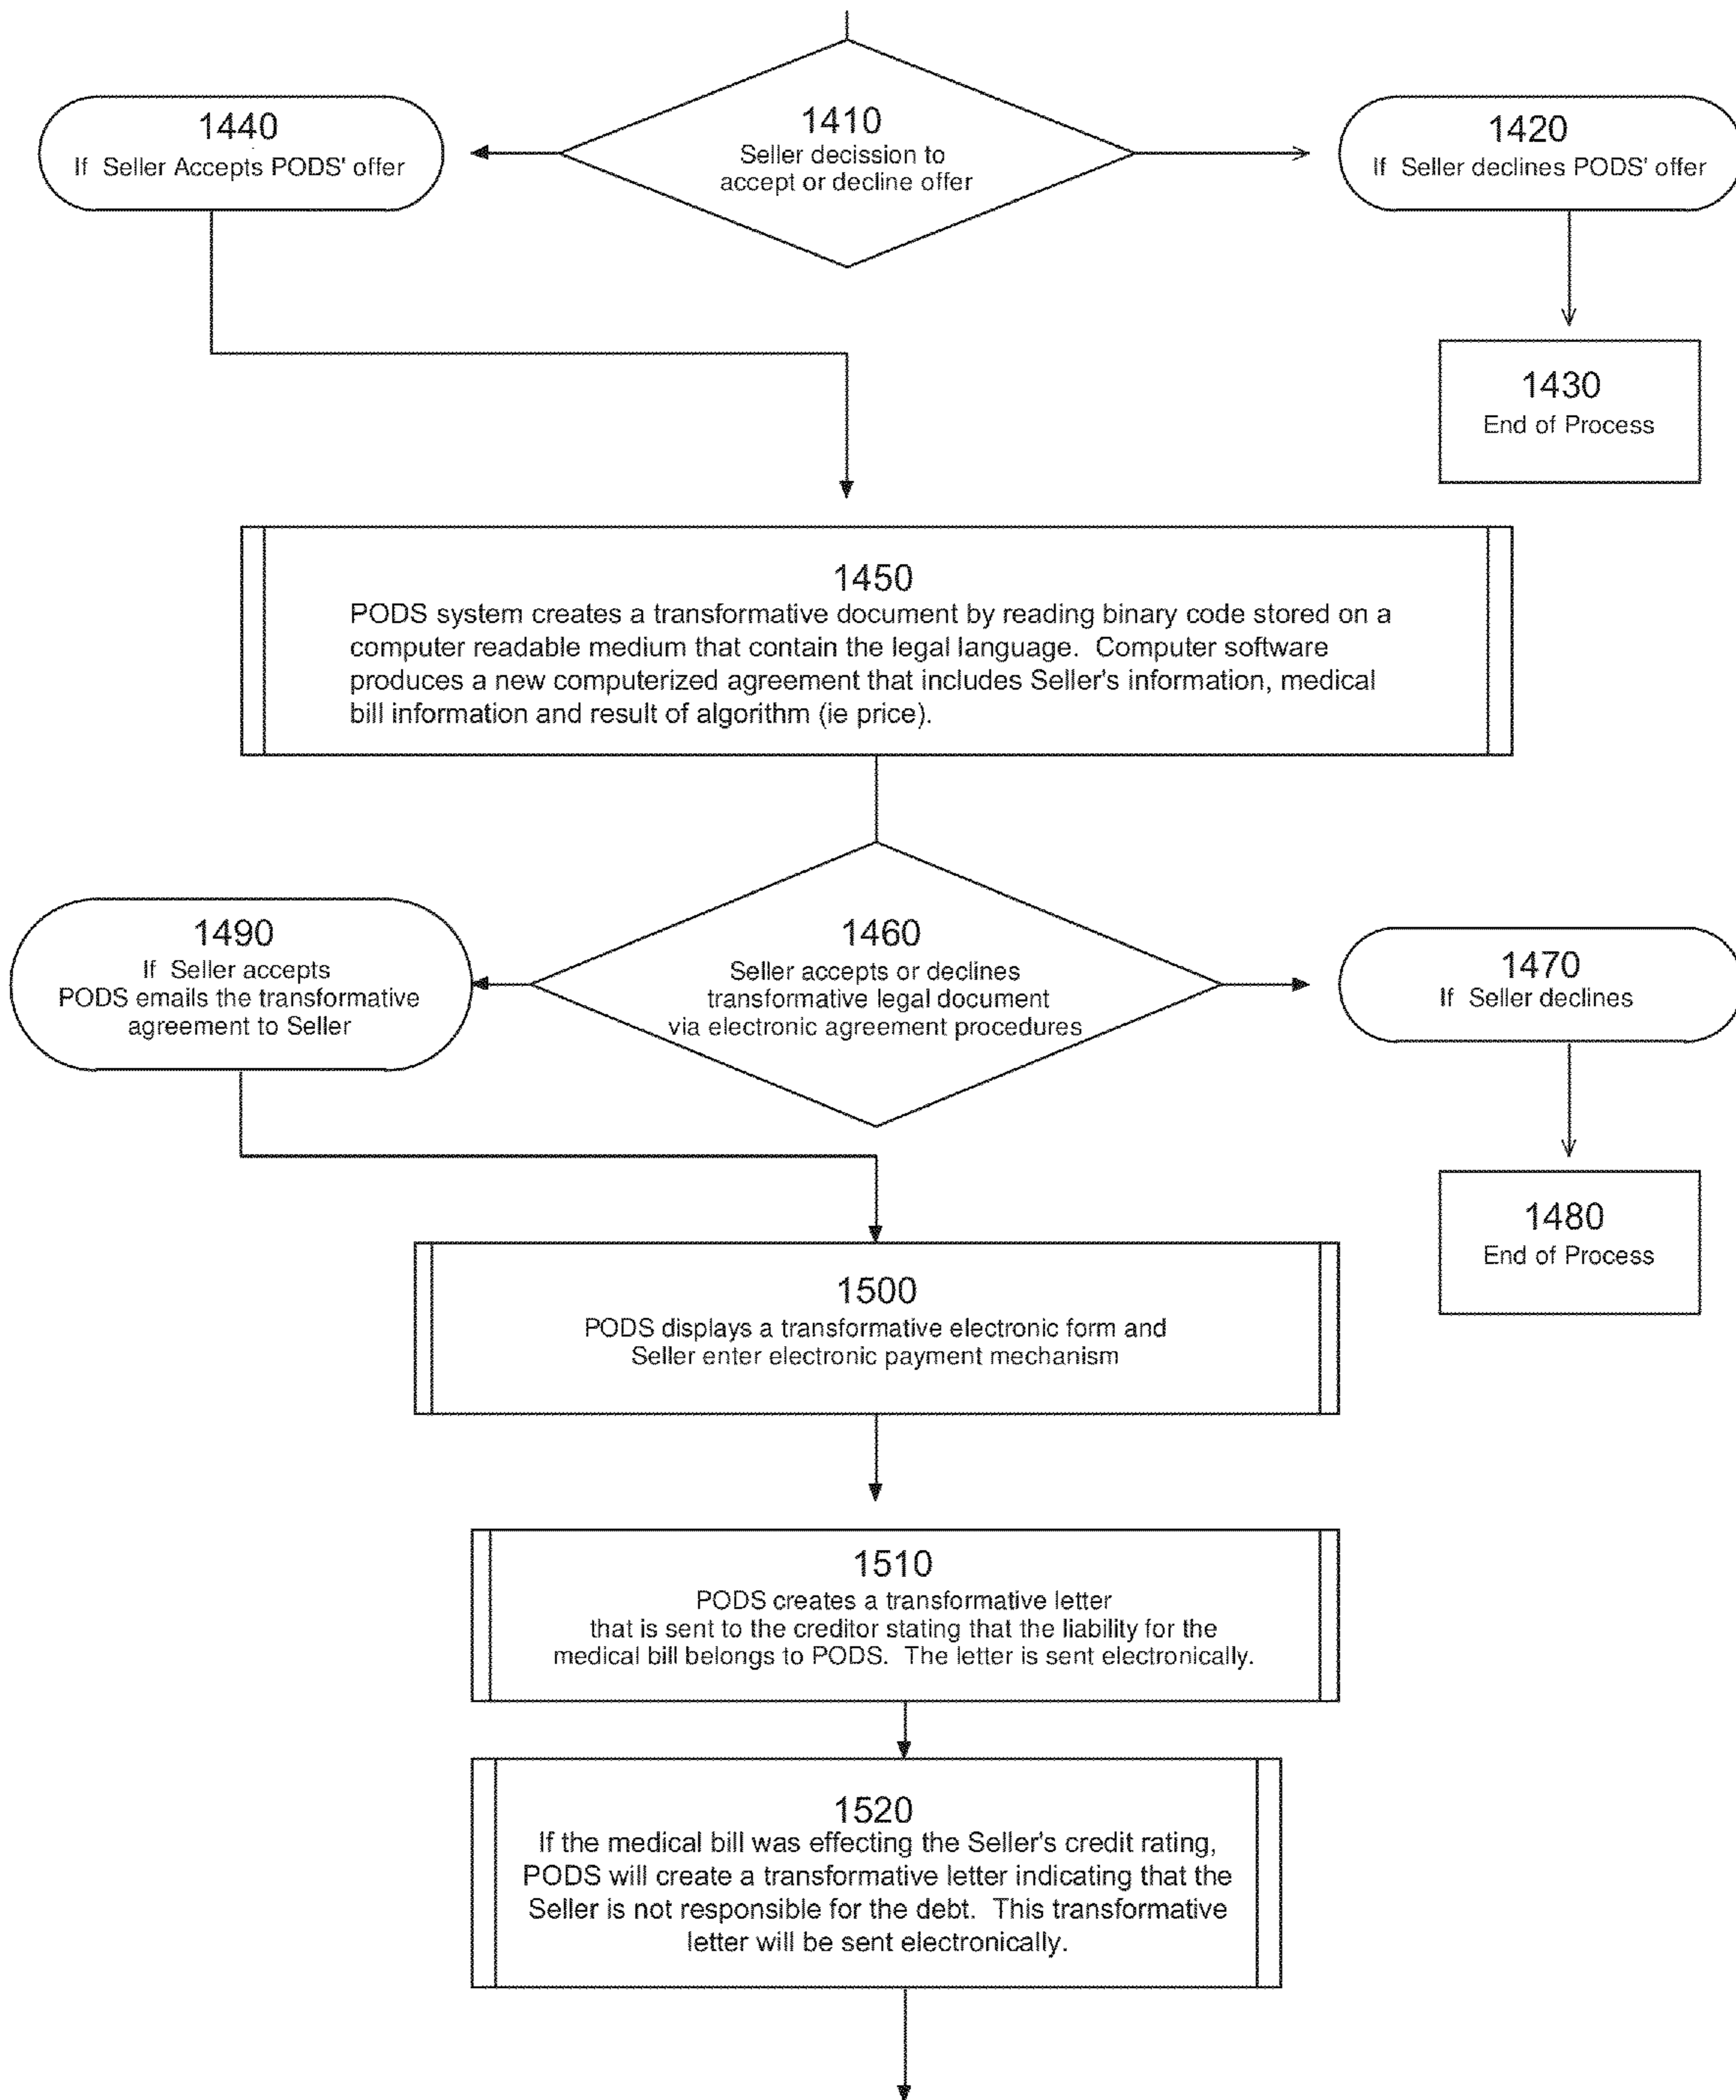 1440
If Seller Accepts PODS' offer
1410
Seller decission to
accept or decline offer
1420
If Seller declines PODS' offer
1430
End of Process
1450
PODS system creates a transformative document by reading binary code stored on a
computer readable medium that contain the legal language. Computer software
produces a new computerized agreement that includes Seller's information, medical
bill information and result of algorithm (ie price).
1490
If Seller accepts
PODS emails the transformative
agreement to Seller
1460
Seller accepts or declines
transformative legal document
via electronic agreement procedures
1470
If Seller declines
1480
End of Process
1500
PODS displays a transformative electronic form and
Seller enter electronic payment mechanism
1510
PODS creates a transformative letter
that is sent to the creditor stating that the liability for the
medical bill belongs to PODS. The letter is sent electronically.
1520
If the medical bill was effecting the Seller's credit rating,
PODS will create a transformative letter indicating that the
Seller is not responsible for the debt. This transformative
letter will be sent electronically.